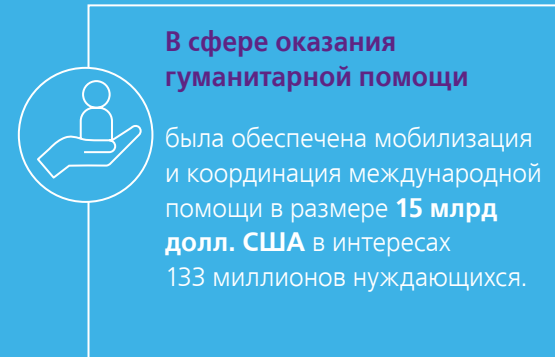 В сфере оказания
гуманитарной помощи
была обеспечена мобилизация
и координация международной
помощи в размере 15 млрд
долл. США в интересах
133 миллионов нуждающихся.